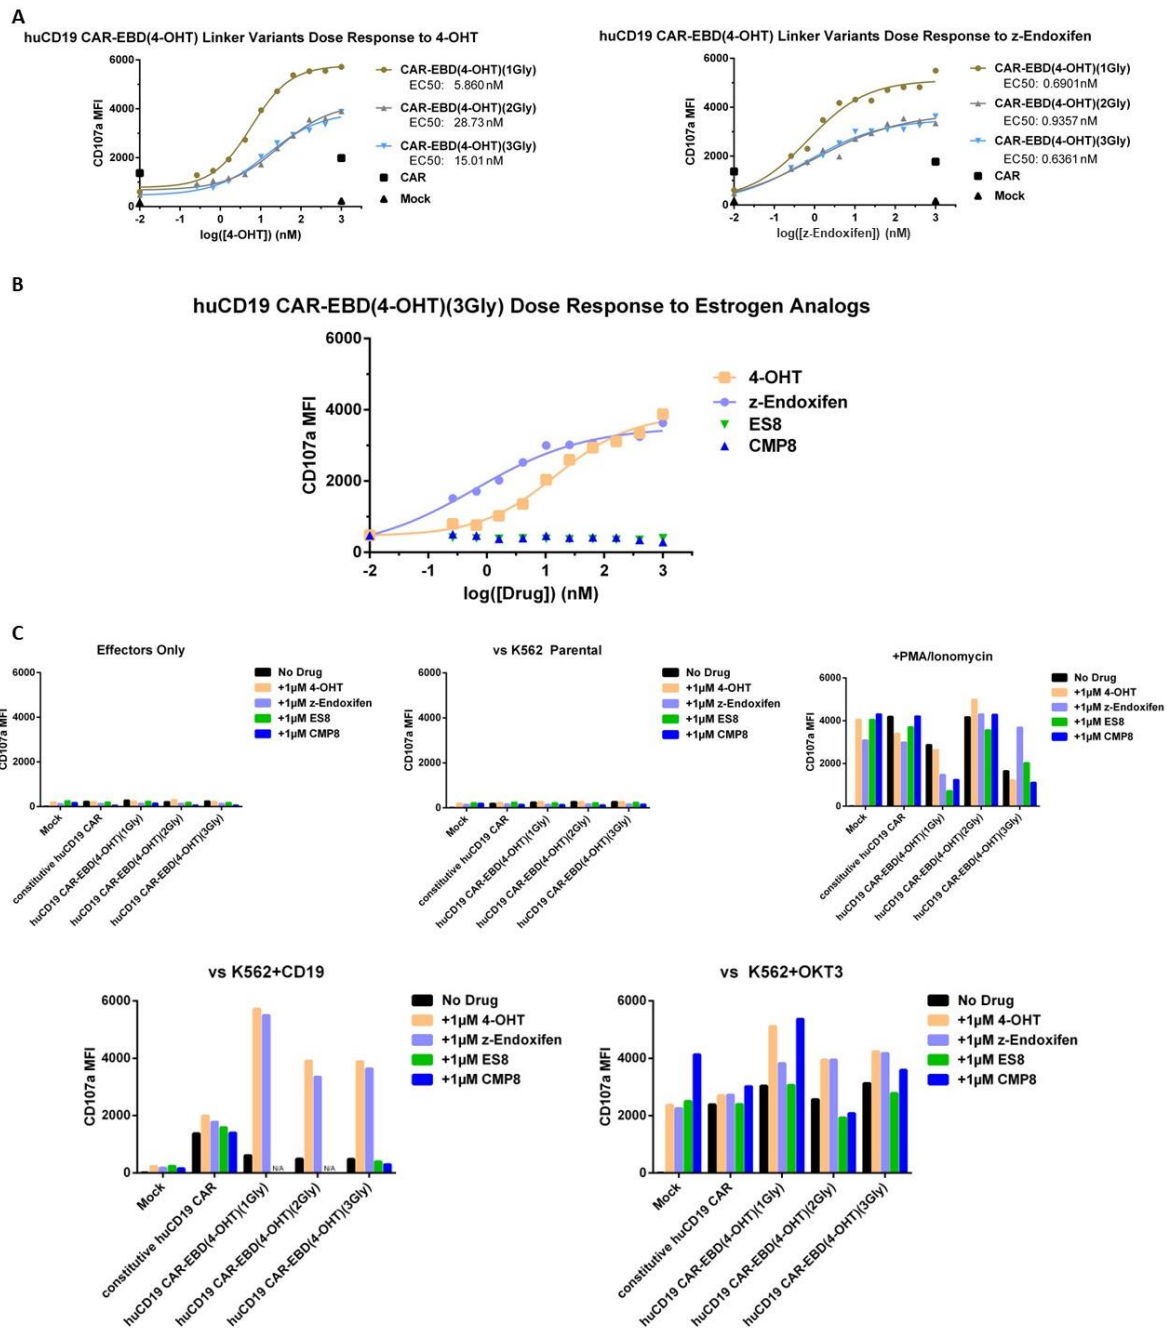 A
huCD19 CAR-EBD(4-OHT) Linker Variants Dose Response to 4-OHT
6000
4000
2000
0
CD107a MFI
-2 -1 0 1 2 3
log([4-OHT]) (nM)
CAR-EBD(4-OHT)(1Gly)
EC50: 5.860 nM
CAR-EBD(4-OHT)(2Gly)
EC50: 28.73 nM
CAR-EBD(4-OHT)(3Gly)
EC50: 15.01 nM
CAR
Mock
huCD19 CAR-EBD(4-OHT) Linker Variants Dose Response to z-Endoxifen
6000
4000
2000
0
CD107a MFI
-2 -1 0 1 2 3
log([z-Endoxifen]) (nM)
CAR-EBD(4-OHT)(1Gly)
EC50: 0.6901 nM
CAR-EBD(4-OHT)(2Gly)
EC50: 0.9357 nM
CAR-EBD(4-OHT)(3Gly)
EC50: 0.6361 nM
CAR
Mock
B
huCD19 CAR-EBD(4-OHT)(3Gly) Dose Response to Estrogen Analogs
6000
4000
2000
0
CD107a MFI
-2 -1 0 1 2 3
log([Drug]) (nM)
4-OHT
z-Endoxifen
ES8
CMP8
C
Effectors Only
6000
4000
2000
0
CD107a MFI
No Drug
+1µM 4-OHT
+1µM z-Endoxifen
+1µM ES8
+1µM CMP8
Mock
constitutive huCD19 CAR
huCD19 CAR-EBD(4-OHT)(1Gly)
huCD19 CAR-EBD(4-OHT)(2Gly)
huCD19 CAR-EBD(4-OHT)(3Gly)
vs K562 Parental
6000
4000
2000
0
CD107a MFI
No Drug
+1µM 4-OHT
+1µM z-Endoxifen
+1µM ES8
+1µM CMP8
Mock
constitutive huCD19 CAR
huCD19 CAR-EBD(4-OHT)(1Gly)
huCD19 CAR-EBD(4-OHT)(2Gly)
huCD19 CAR-EBD(4-OHT)(3Gly)
+PMA/Ionomycin
6000
4000
2000
0
CD107a MFI
No Drug
+1µM 4-OHT
+1µM z-Endoxifen
+1µM ES8
+1µM CMP8
Mock
constitutive huCD19 CAR
huCD19 CAR-EBD(4-OHT)(1Gly)
huCD19 CAR-EBD(4-OHT)(2Gly)
huCD19 CAR-EBD(4-OHT)(3Gly)
vs K562+CD19
6000
4000
2000
0
CD107a MFI
N/A
N/A
No Drug
+1µM 4-OHT
+1µM z-Endoxifen
+1µM ES8
+1µM CMP8
Mock
constitutive huCD19 CAR
huCD19 CAR-EBD(4-OHT)(1Gly)
huCD19 CAR-EBD(4-OHT)(2Gly)
huCD19 CAR-EBD(4-OHT)(3Gly)
vs K562+OKT3
6000
4000
2000
0
CD107a MFI
No Drug
+1µM 4-OHT
+1µM z-Endoxifen
+1µM ES8
+1µM CMP8
Mock
constitutive huCD19 CAR
huCD19 CAR-EBD(4-OHT)(1Gly)
huCD19 CAR-EBD(4-OHT)(2Gly)
huCD19 CAR-EBD(4-OHT)(3Gly)